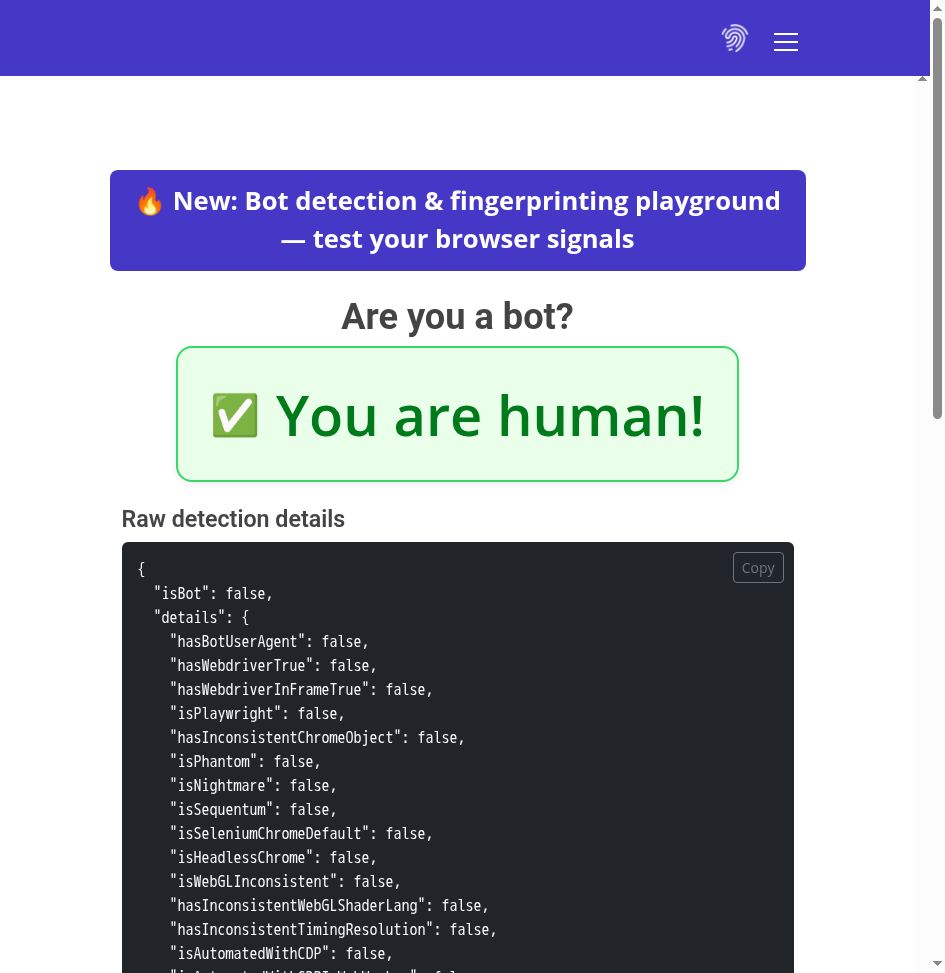 🔥 New: Bot detection & fingerprinting playground
— test your browser signals
Are you a bot?
✅ You are human!
Raw detection details
Copy
{
"isBot": false,
"details": {
"hasBotUserAgent": false,
"hasWebdriverTrue": false,
"hasWebdriverInFrameTrue": false,
"isPlaywright": false,
"hasInconsistentChromeObject": false,
"isPhantom": false,
"isNightmare": false,
"isSequentum": false,
"isSeleniumChromeDefault": false,
"isHeadlessChrome": false,
"isWebGLInconsistent": false,
"hasInconsistentWebGLShaderLang": false,
"hasInconsistentTimingResolution": false,
"isAutomatedWithCDP": false,